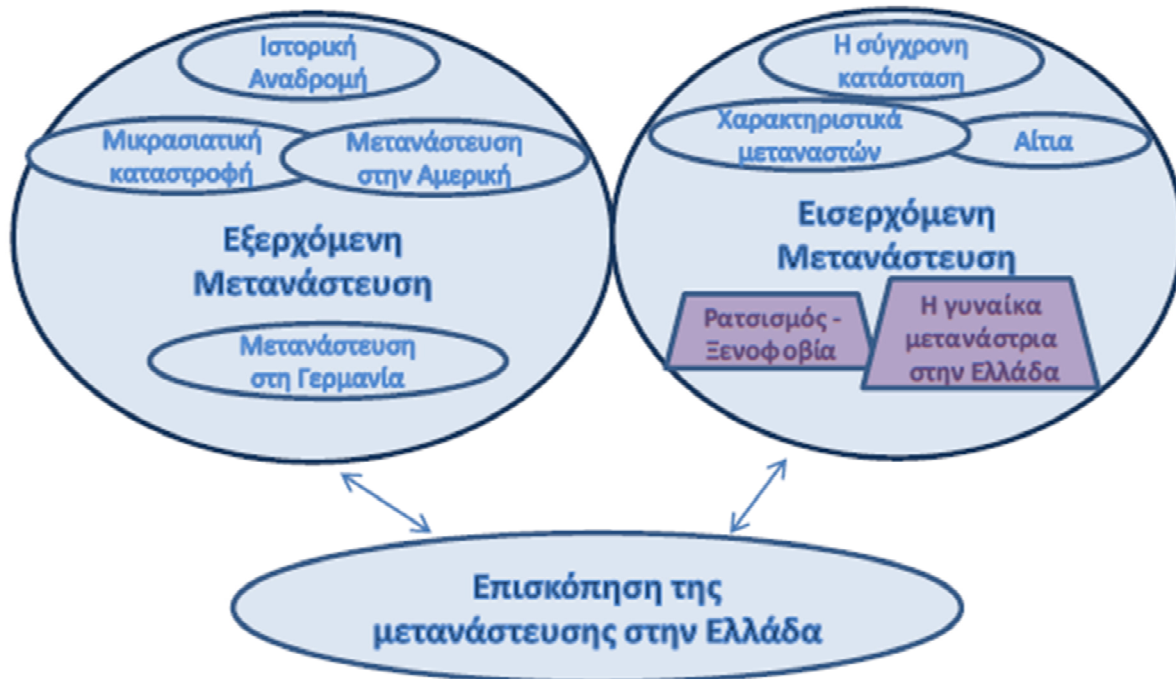 Ιστορική
Αναδρομή
Μικρασιατική
καταστροφή
Μετανάστευση
στην Αμερική
Εξερχόμενη
Μετανάστευση
Μετανάστευση
στη Γερμανία
Η σύγχρονη
κατάσταση
Χαρακτηριστικά
μεταναστών
Αίτια
Εισερχόμενη
Μετανάστευση
Ρατσισμός -
Ξενοφοβία
Η γυναίκα
μετανάστρια
στην Ελλάδα
Επισκόπηση της
μετανάστευσης στην Ελλάδα